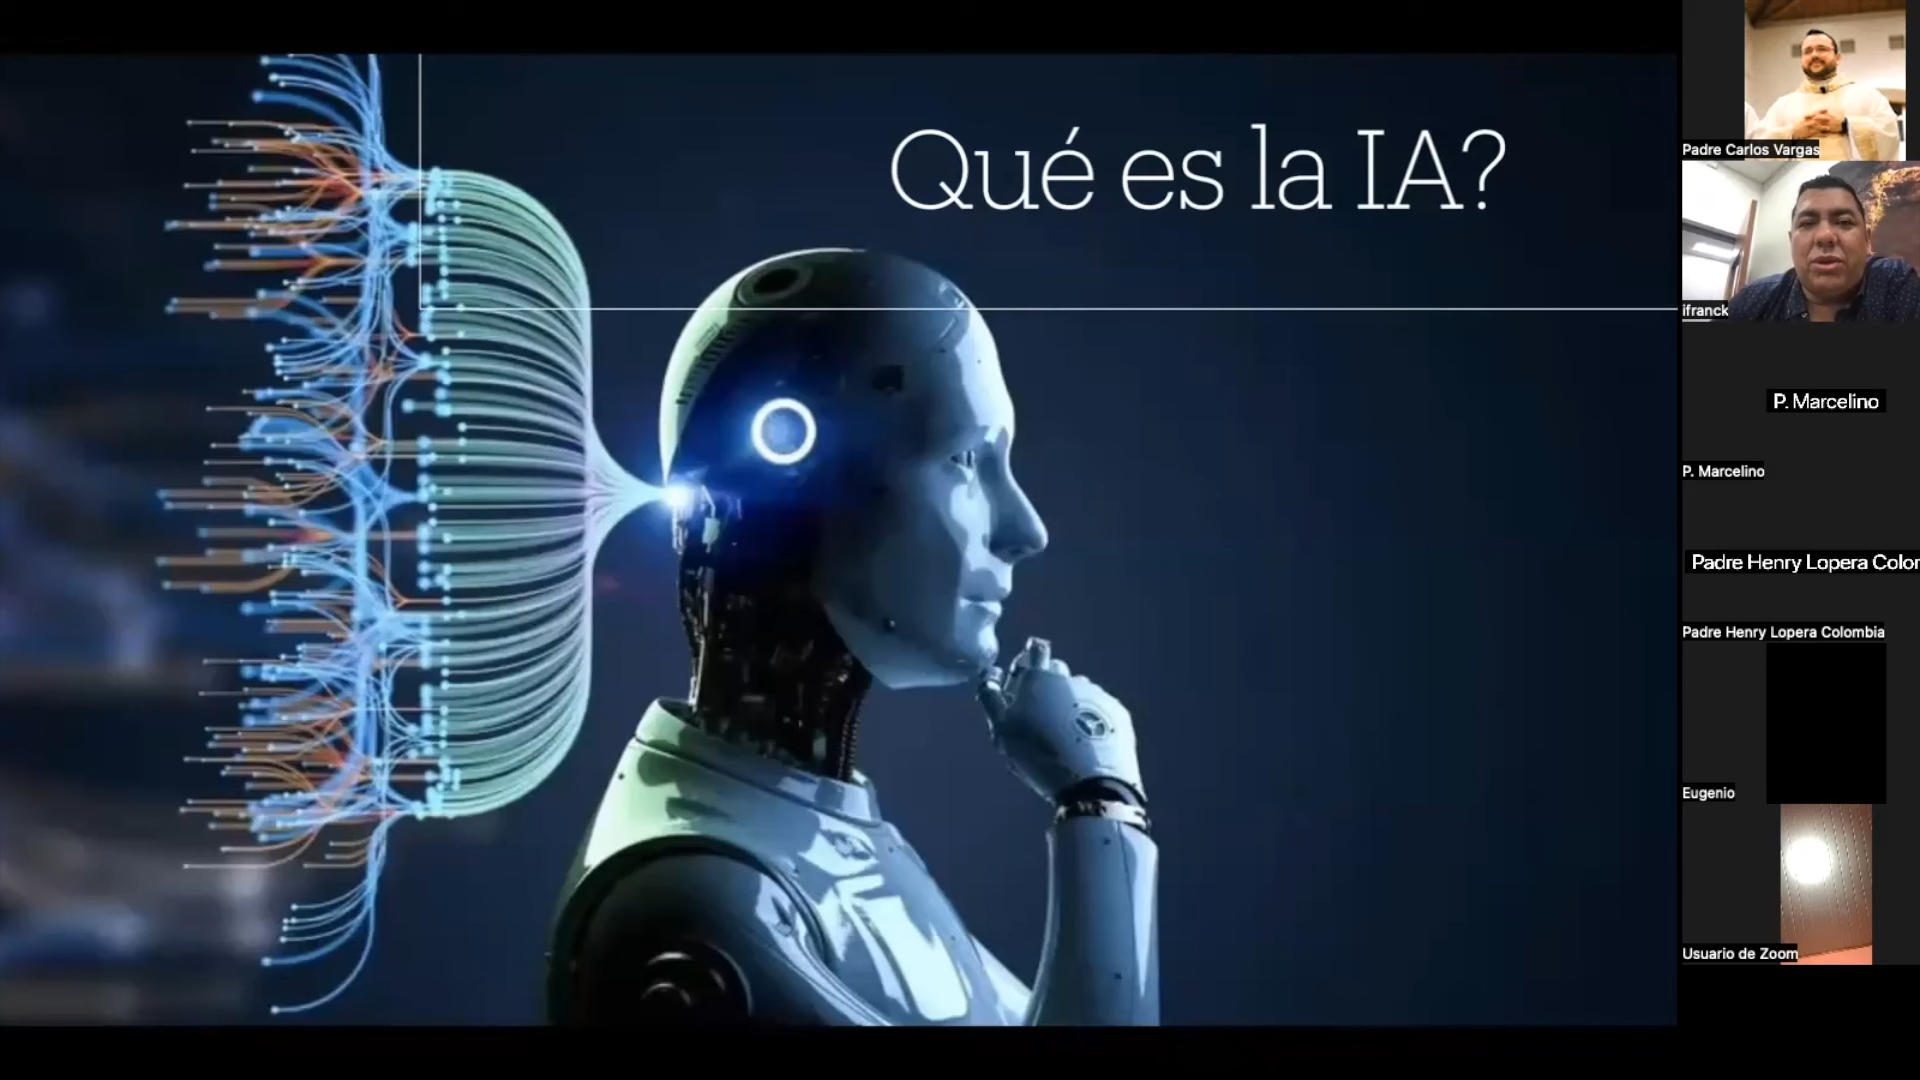 Qué es la IA?
Padre Carlos Vargas
ifranck
P. Marcelino
P. Marcelino
Padre Henry Lopera Color
Padre Henry Lopera Colombia
Eugenio
Usuario de Zoom